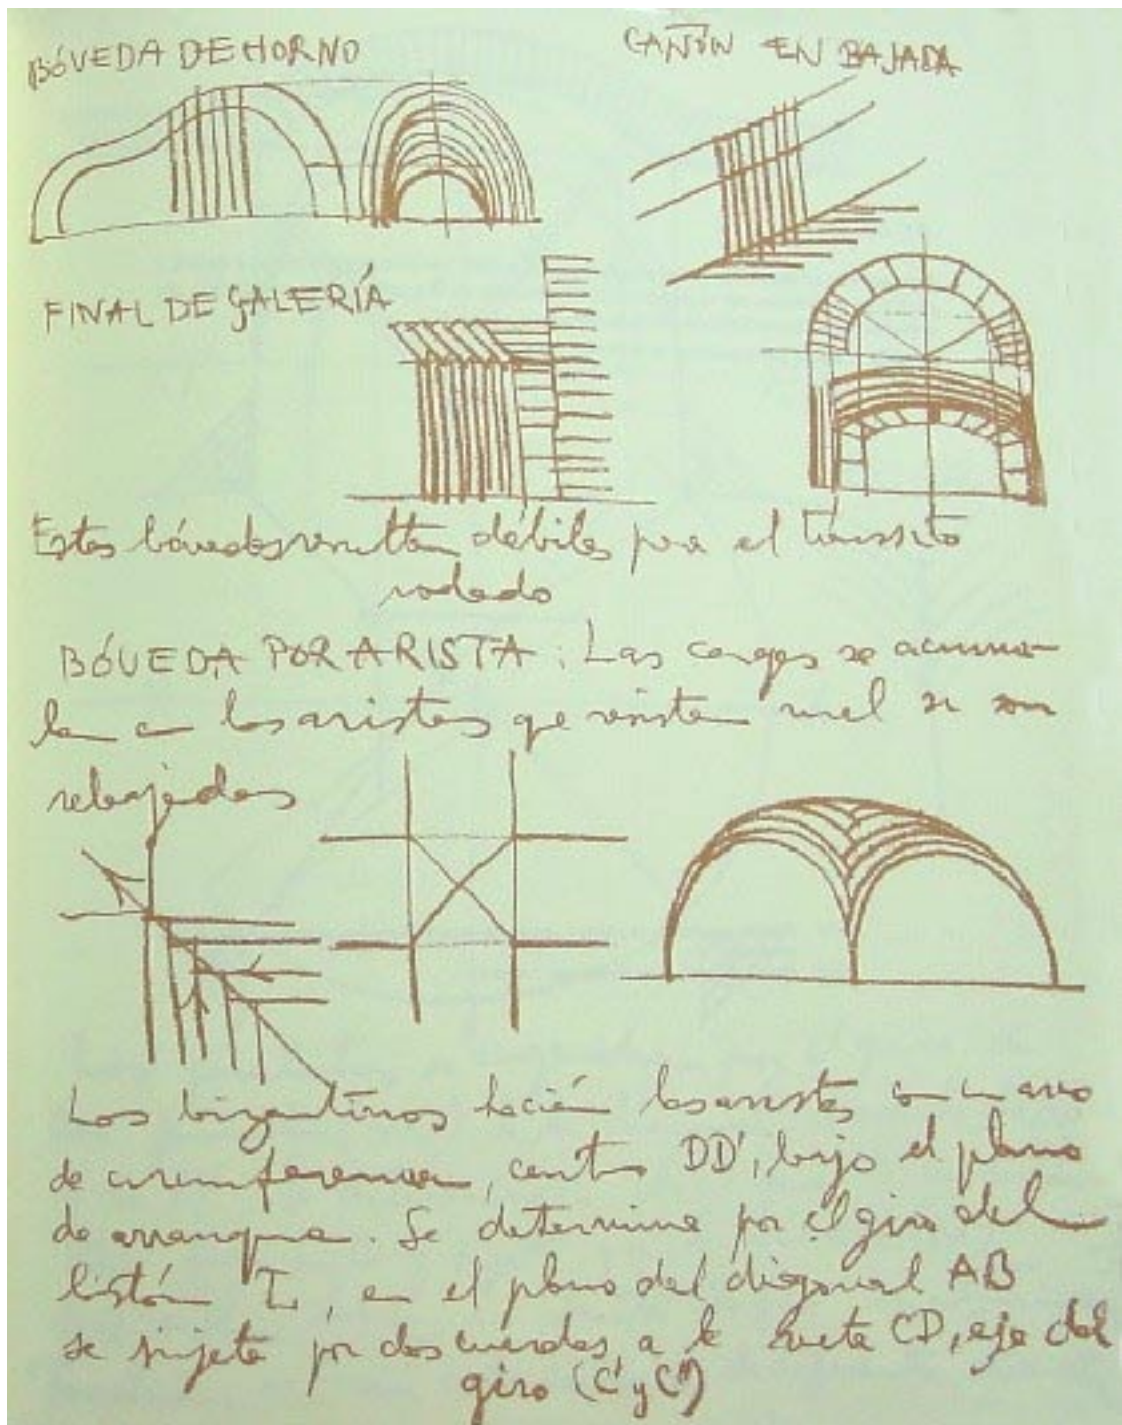 BÓVEDA DE HORNO
CAÑÓN EN BAJADA
FINAL DE GALERÍA
Estas bóvedas resultan débiles para el tránsito
rodado
BÓVEDA POR ARISTA: Las cargas se acumu-
lan en las aristas que resisten mal si son
rebajadas
Los bizantinos hacían las aristas con un arco
de circunferencia, centro DD', bajo el plano
de arranque. Se determina por el giro del
listón L, en el plano del diagonal AB
se sujeta por dos cuerdas, a la recta CD, eje del
giro (C' y C")